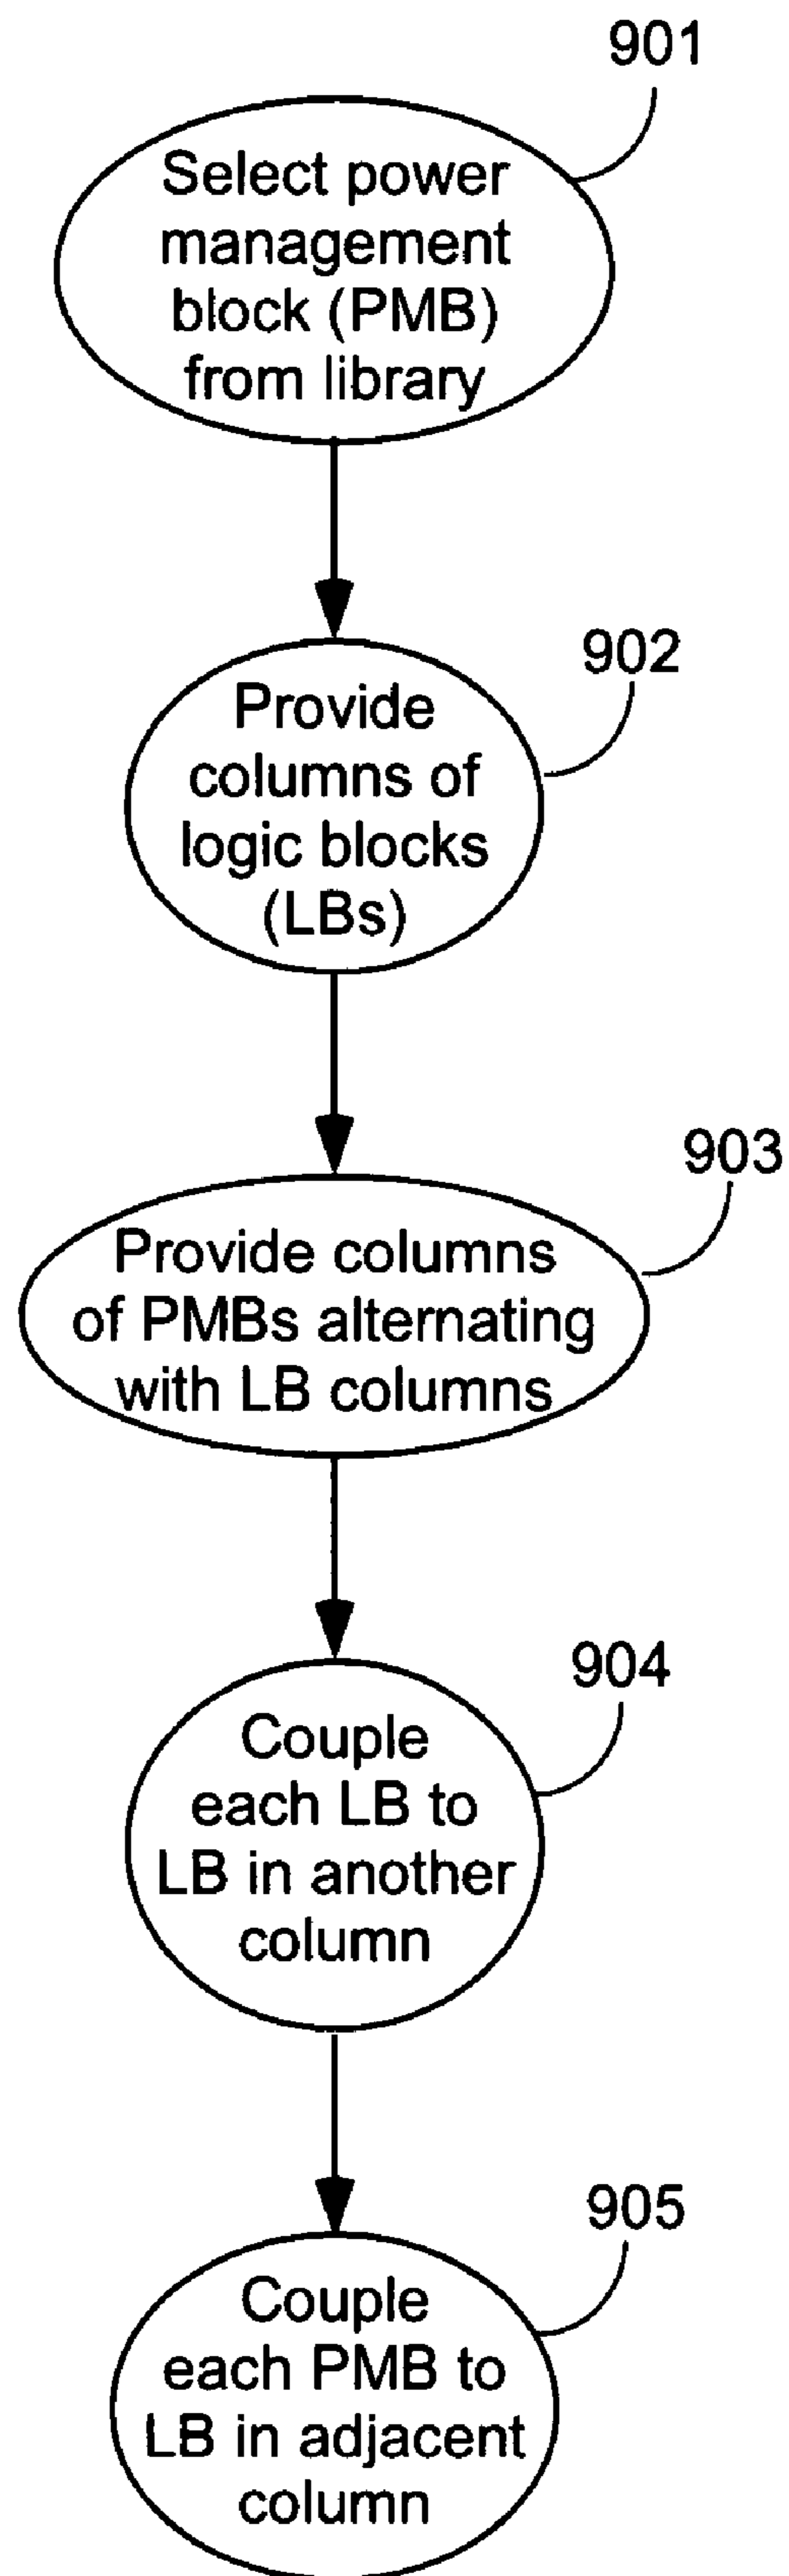 901
Select power
management
block (PMB)
from library
902
Provide
columns of
logic blocks
(LBs)
903
Provide columns
of PMBs alternating
with LB columns
904
Couple
each LB to
LB in another
column
905
Couple
each PMB to
LB in adjacent
column